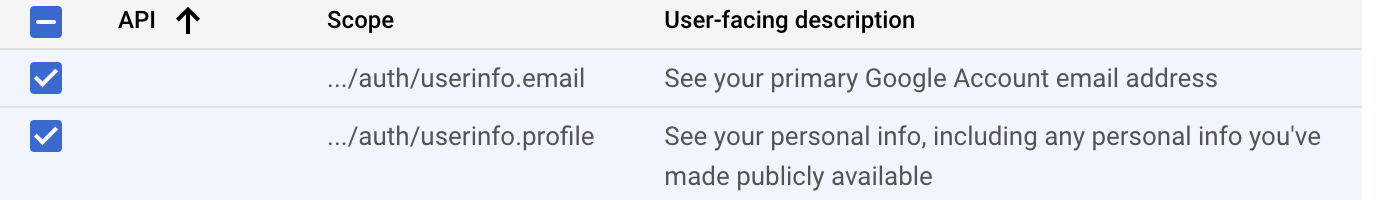 API ↑ Scope User-facing description
.../auth/userinfo.email See your primary Google Account email address
.../auth/userinfo.profile See your personal info, including any personal info you've
made publicly available